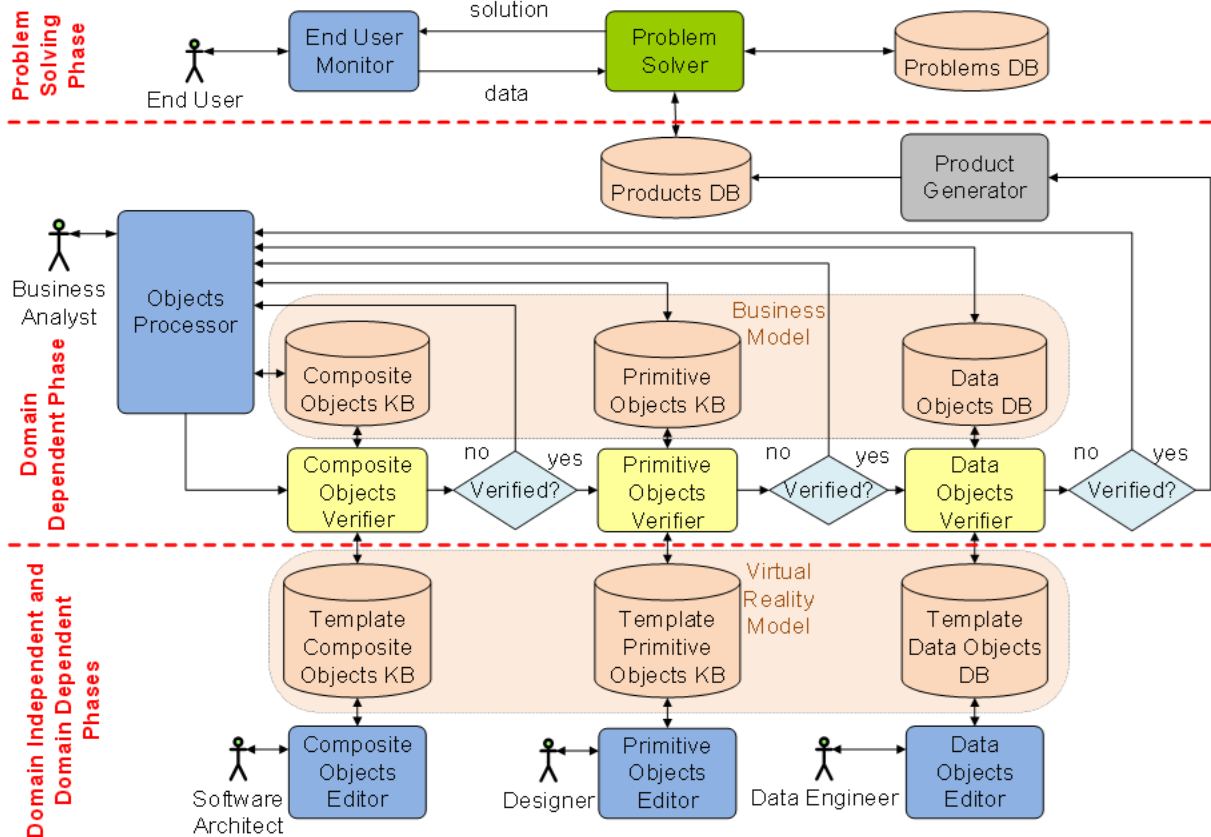 Problem
Solving
Phase
End User
solution
End User
Monitor
data
Problem
Solver
Problems DB
Domain
Dependent Phase
Products DB
Product
Generator
Business
Analyst
Objects
Processor
Business
Model
Composite
Objects KB
Primitive
Objects KB
Data
Objects DB
Composite
Objects
Verifier
no
yes
Verified?
Primitive
Objects
Verifier
no
yes
Verified?
Data
Objects
Verifier
no
yes
Verified?
Domain Independent and
Domain Dependent
Phases
Virtual
Reality
Model
Template
Composite
Objects KB
Template
Primitive
Objects KB
Template
Data Objects
DB
Software
Architect
Composite
Objects
Editor
Designer
Primitive
Objects
Editor
Data Engineer
Data
Objects
Editor